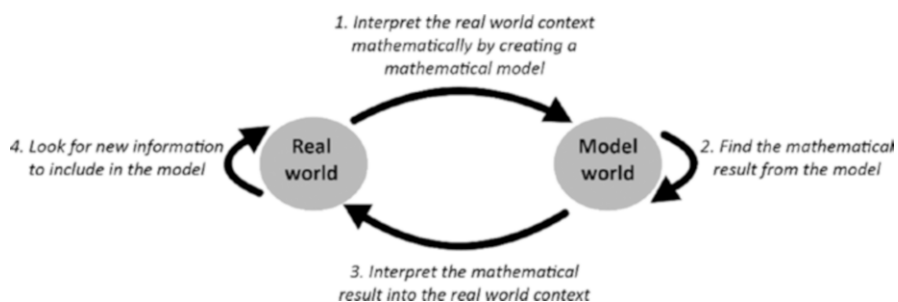 1. Interpret the real world context
mathematically by creating a
mathematical model
Real
world
Model
world
2. Find the mathematical
result from the model
3. Interpret the mathematical
result into the real world context
4. Look for new information
to include in the model